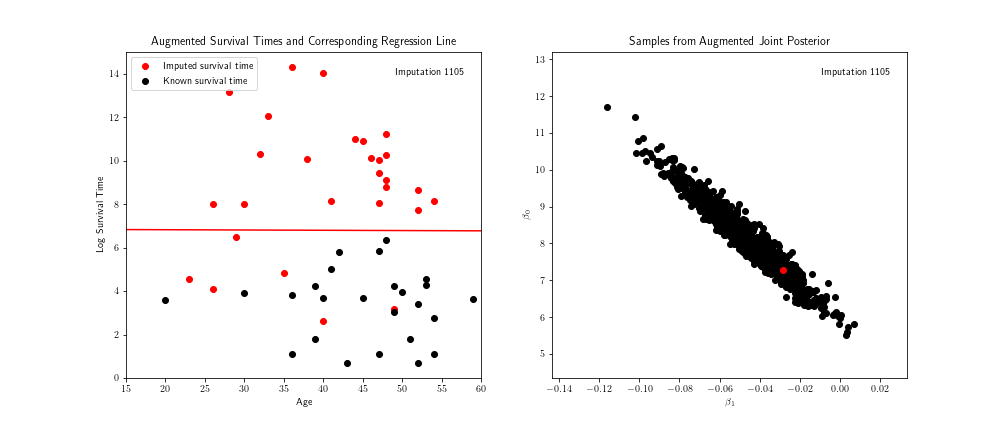 Augmented Survival Times and Corresponding Regression Line
Imputed survival time
Known survival time
Imputation 1105
Log Survival Time
14
12
10
8
6
4
2
0
15 20 25 30 35 40 45 50 55 60
Age
Samples from Augmented Joint Posterior
Imputation 1105
β₀
13
12
11
10
9
8
7
6
5
−0.14 −0.12 −0.10 −0.08 −0.06 −0.04 −0.02 0.00 0.02
β₁